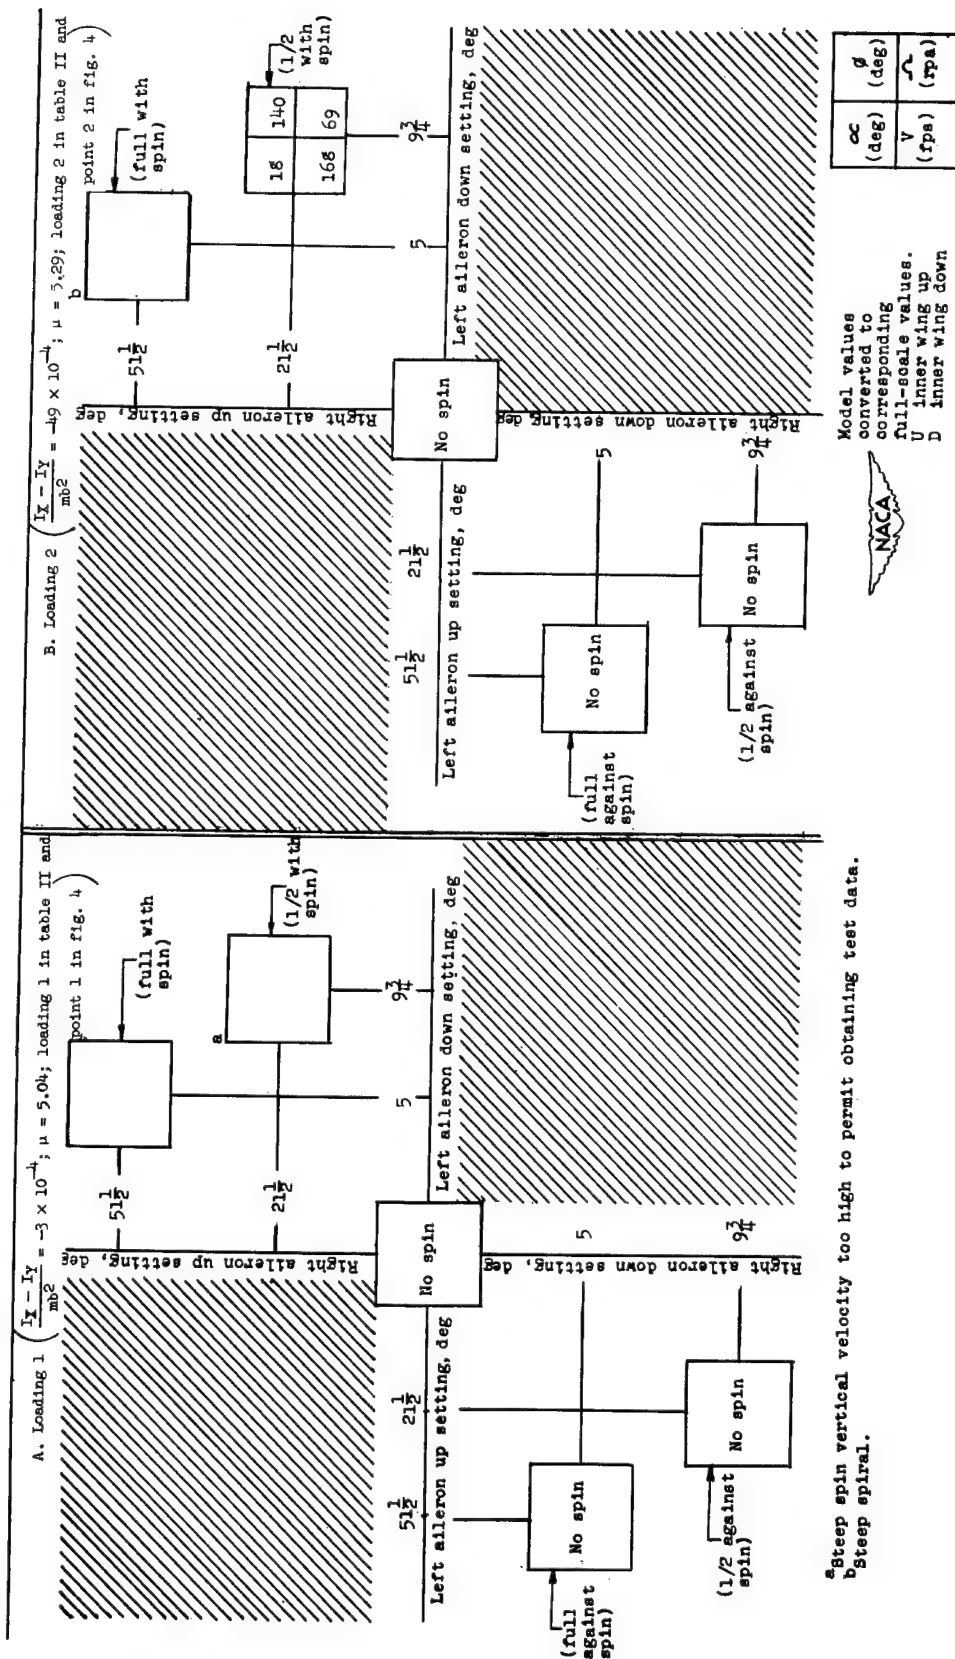 A. Loading 1 (IX - IY / mb2 = -3 × 10-4; μ = 5.04; loading 1 in table II and
point 1 in fig. 4)
(full with
spin)
51 1/2
a
(1/2 with
spin)
21 1/2
5
9 3/4
Right aileron up setting, deg
Left aileron down setting, deg
No spin
51 1/2
21 1/2
Left aileron up setting, deg
Right aileron down setting, deg
5
9 3/4
No spin
(full
against
spin)
No spin
(1/2 against
spin)
B. Loading 2 (IX - IY / mb2 = -49 × 10-4; μ = 5.29; loading 2 in table II and
point 2 in fig. 4)
b
(full with
spin)
51 1/2
18 140
168 69
(1/2
with
spin)
21 1/2
5
9 3/4
Right aileron up setting, deg
Left aileron down setting, deg
No spin
51 1/2
21 1/2
Left aileron up setting, deg
Right aileron down setting, deg
5
9 3/4
No spin
(full
against
spin)
No spin
(1/2 against
spin)
aSteep spin vertical velocity too high to permit obtaining test data.
bSteep spiral.
NACA
Model values
converted to
corresponding
full-scale values.
U inner wing up
D inner wing down
α (deg) ø (deg)
V (fps) Ω (rps)